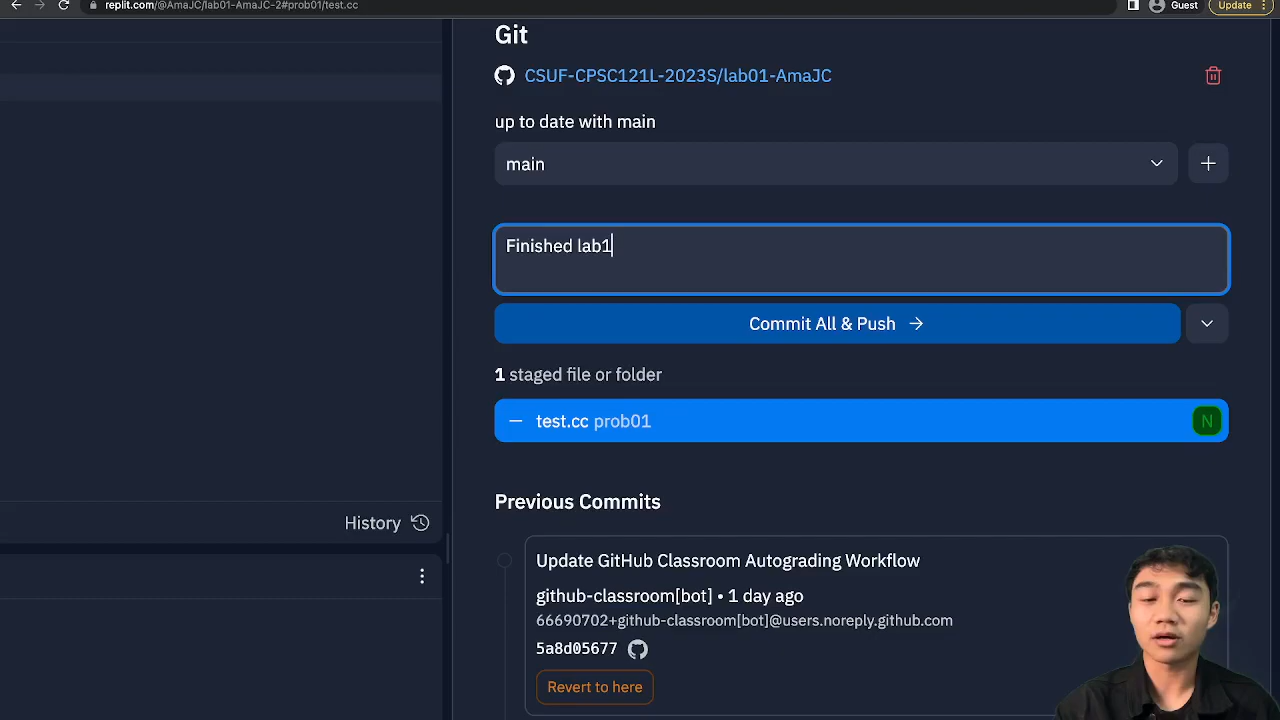 replit.com/@AmaJC/lab01-AmaJC-2#prob01/test.cc
Guest
Update
Git
CSUF-CPSC121L-2023S/lab01-AmaJC
up to date with main
main
Finished lab1
Commit All & Push
1 staged file or folder
test.cc prob01
N
History
Previous Commits
Update GitHub Classroom Autograding Workflow
github-classroom[bot] • 1 day ago
66690702+github-classroom[bot]@users.noreply.github.com
5a8d05677
Revert to here